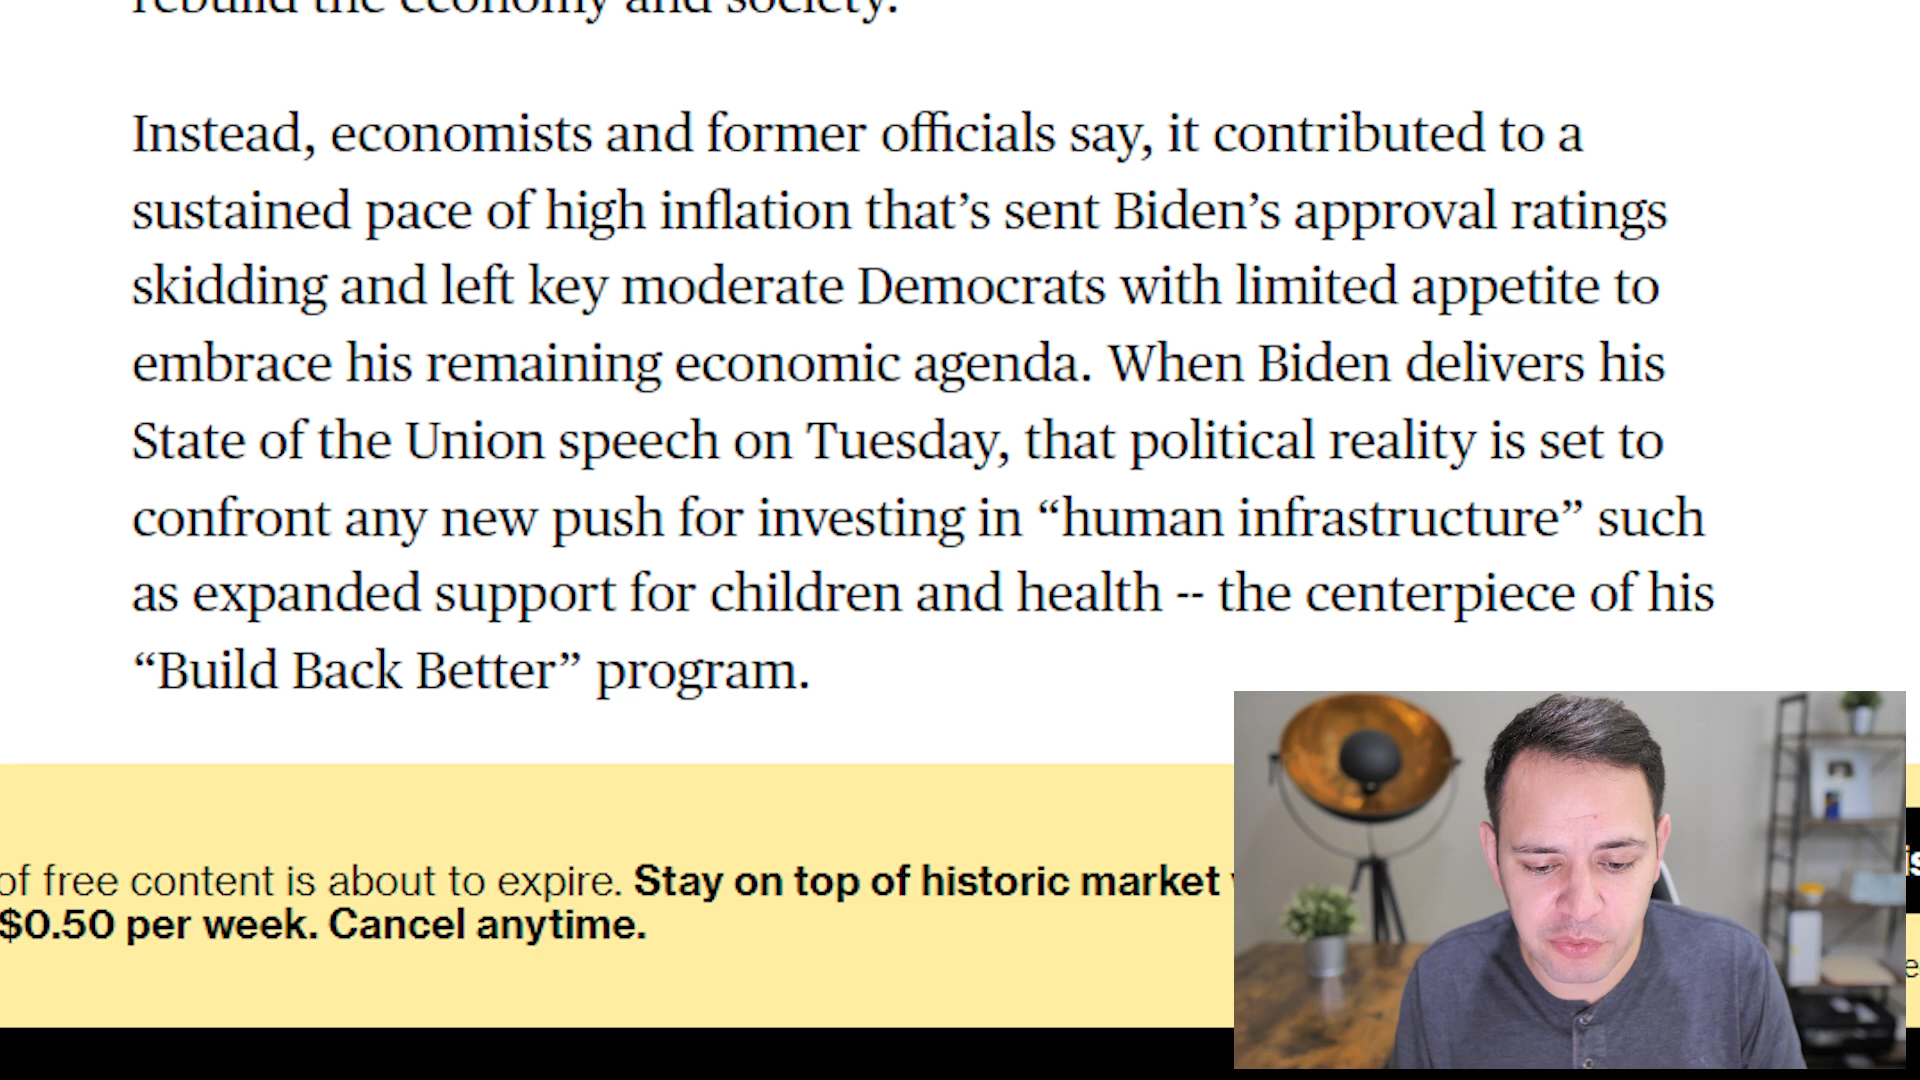 rebuild the economy and society.
Instead, economists and former officials say, it contributed to a
sustained pace of high inflation that’s sent Biden’s approval ratings
skidding and left key moderate Democrats with limited appetite to
embrace his remaining economic agenda. When Biden delivers his
State of the Union speech on Tuesday, that political reality is set to
confront any new push for investing in “human infrastructure” such
as expanded support for children and health -- the centerpiece of his
“Build Back Better” program.
of free content is about to expire. Stay on top of historic market
$0.50 per week. Cancel anytime.